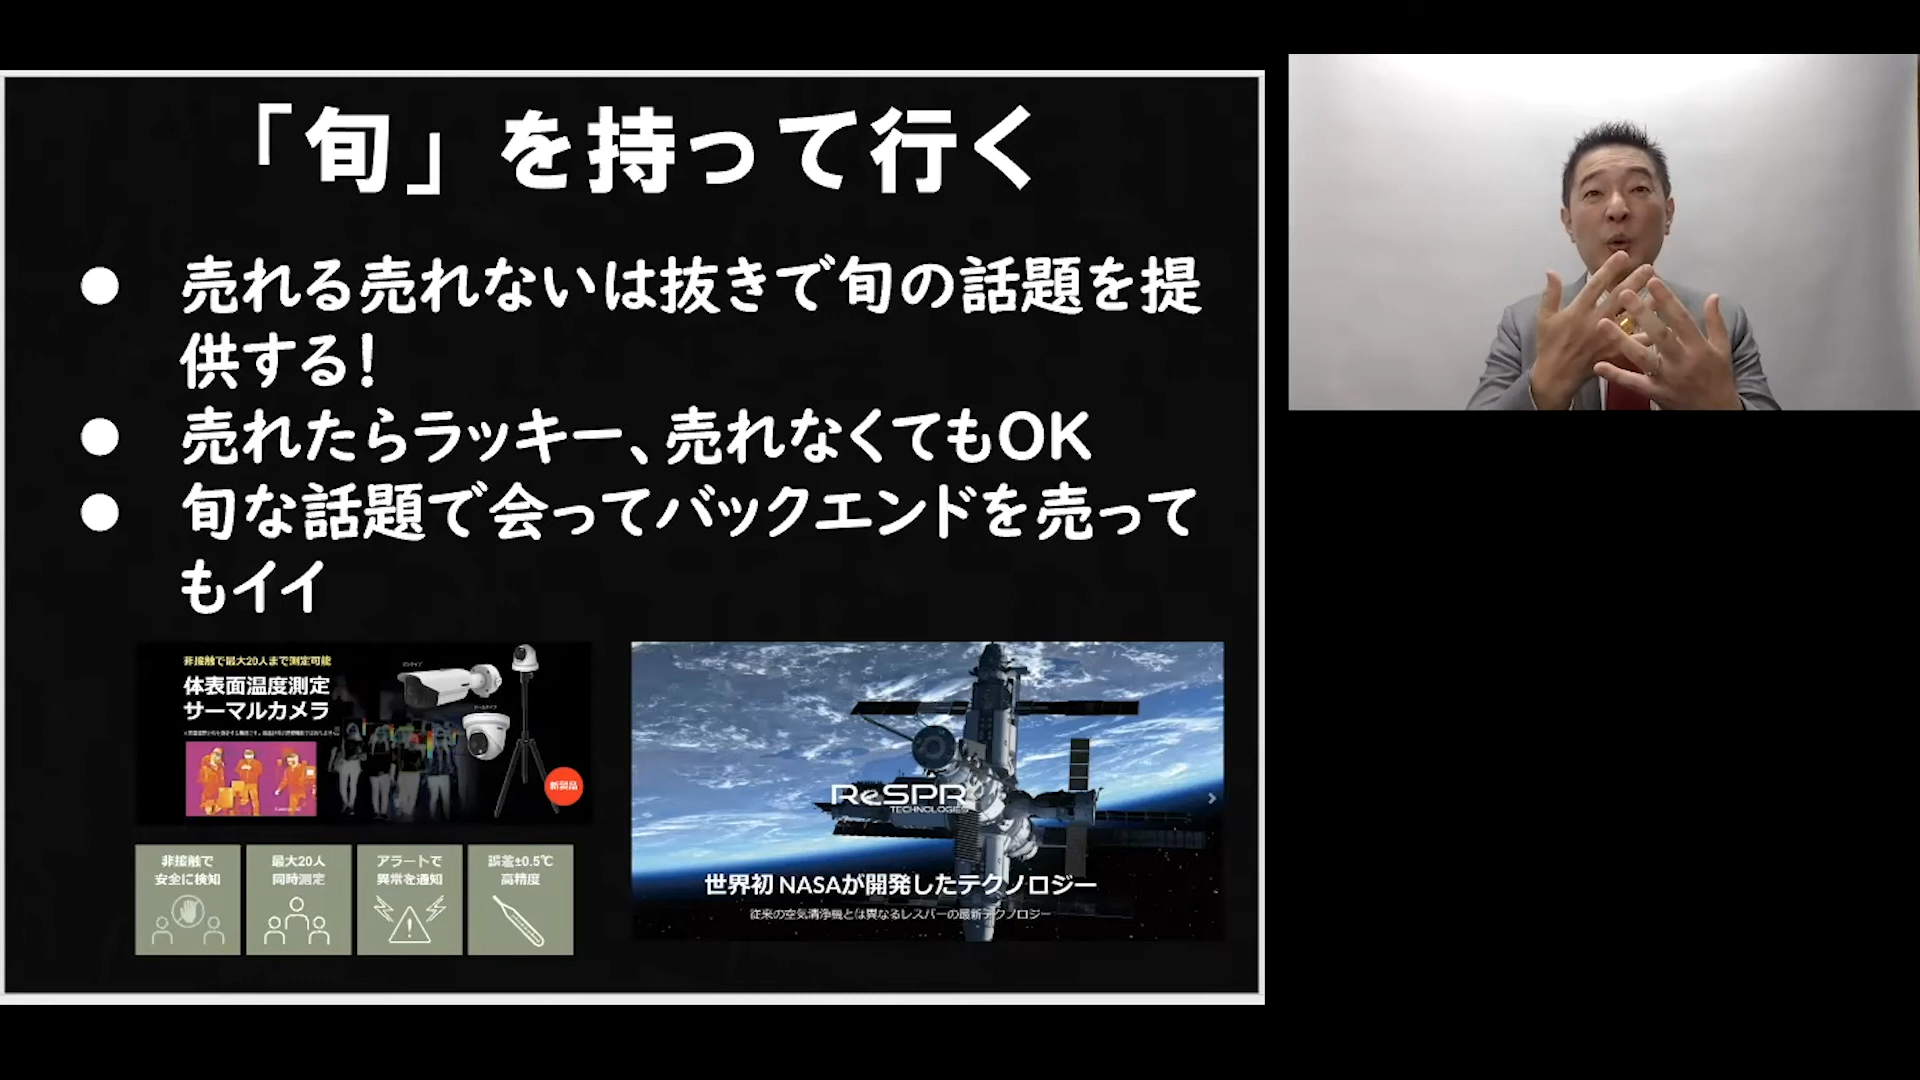 「旬」を持って行く
● 売れる売れないは抜きで旬の話題を提
供する!
● 売れたらラッキー、売れなくてもOK
● 旬な話題で会ってバックエンドを売って
もイイ
非接触で最大20人まで測定可能
体表面温度測定
サーマルカメラ
新製品
非接触で
安全に検知
最大20人
同時測定
アラートで
異常を通知
誤差±0.5℃
高精度
ReSPR
TECHNOLOGIES
世界初 NASAが開発したテクノロジー
従来の空気清浄機とは異なるレスパーの最新テクノロジー